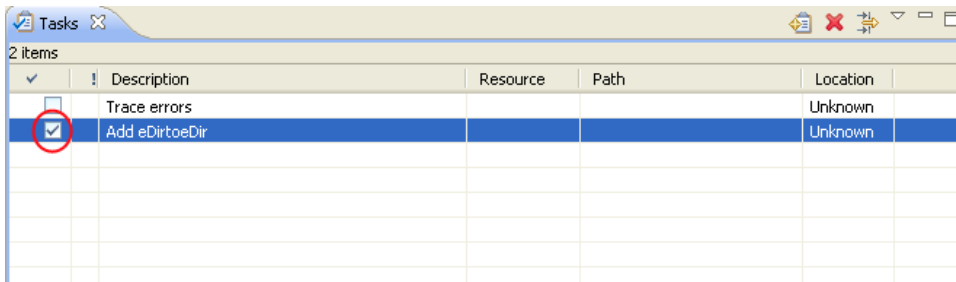 Tasks
2 items
! Description Resource Path Location
Trace errors Unknown
Add eDirtoeDir Unknown